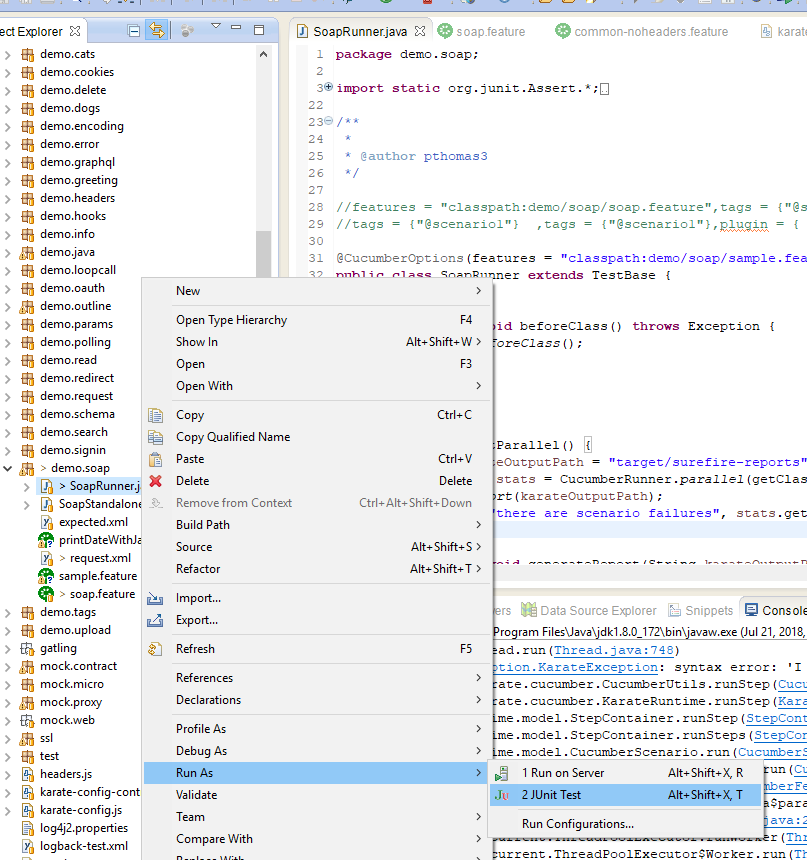 ect Explorer
demo.cats
demo.cookies
demo.delete
demo.dogs
demo.encoding
demo.error
demo.graphql
demo.greeting
demo.headers
demo.hooks
demo.info
demo.java
demo.loopcall
demo.oauth
demo.outline
demo.params
demo.polling
demo.read
demo.redirect
demo.request
demo.schema
demo.search
demo.signin
> demo.soap
> SoapRunner.j
SoapStandalone
expected.xml
printDateWithJa
> request.xml
sample.feature
> soap.feature
demo.tags
demo.upload
gatling
mock.contract
mock.micro
mock.proxy
mock.web
ssl
test
headers.js
karate-config-cont
karate-config.js
log4j2.properties
logback-test.xml
SoapRunner.java
soap.feature
common-noheaders.feature
karate
1 package demo.soap;
2
3 import static org.junit.Assert.*;
22
23 /**
24 *
25 * @author pthomas3
26 */
27
28 //features = "classpath:demo/soap/soap.feature",tags = {"@s
29 //tags = {"@scenario1"} ,tags = {"@scenario1"},plugin = {
30
31 @CucumberOptions(features = "classpath:demo/soap/sample.fea
32 public class SoapRunner extends TestBase {
id beforeClass() throws Exception {
foreClass();
tParallel() {
teOutputPath = "target/surefire-reports"
stats = CucumberRunner.parallel(getClas
ort(karateOutputPath);
"there are scenario failures", stats.get
id generateReport(String karateOutputP
New
Open Type Hierarchy F4
Show In Alt+Shift+W
Open F3
Open With
Copy Ctrl+C
Copy Qualified Name
Paste Ctrl+V
Delete Delete
Remove from Context Ctrl+Alt+Shift+Down
Build Path
Source Alt+Shift+S
Refactor Alt+Shift+T
Import...
Export...
Refresh F5
References
Declarations
Profile As
Debug As
Run As
Validate
Team
Compare With
Replace With
1 Run on Server Alt+Shift+X, R
2 JUnit Test Alt+Shift+X, T
Run Configurations...
ers
Data Source Explorer
Snippets
Console
Program Files\Java\jdk1.8.0_172\bin\javaw.exe (Jul 21, 2018,
ead.run(Thread.java:748)
ption.KarateException: syntax error: 'I
rate.cucumber.CucumberUtils.runStep(Cucu
rate.cucumber.KarateRuntime.runStep(Kara
ime.model.StepContainer.runStep(StepCont
ime.model.StepContainer.runSteps(StepCon
ime.model.CucumberScenario.run(CucumberS
run(Cu
mberFe
a$para
java:2
current.ThreadPoolExecutor.runWorker(Th
current.ThreadPoolExecutor$Worker.run(Th